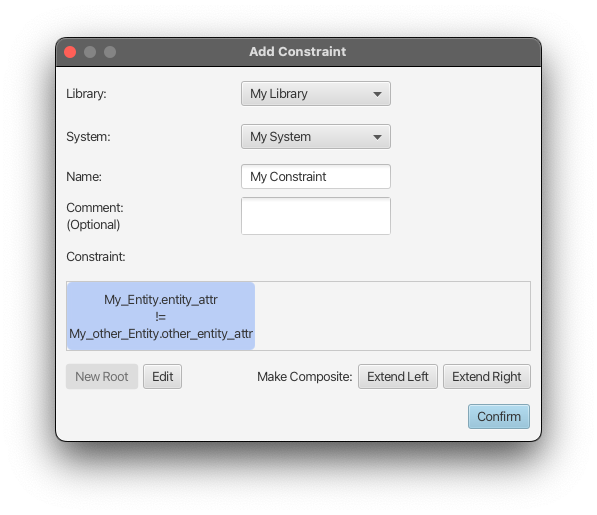 Add Constraint
Library: My Library
System: My System
Name: My Constraint
Comment:
(Optional)
Constraint:
My_Entity.entity_attr
!=
My_other_Entity.other_entity_attr
New Root Edit Make Composite: Extend Left Extend Right
Confirm